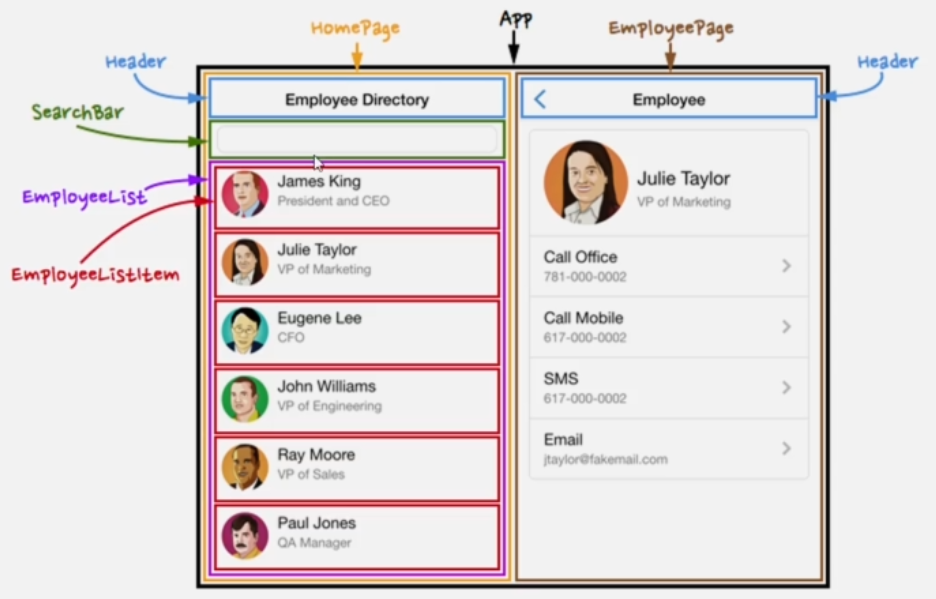 App
HomePage
EmployeePage
Header
Header
SearchBar
EmployeeList
EmployeeListItem
Employee Directory
James King
President and CEO
Julie Taylor
VP of Marketing
Eugene Lee
CFO
John Williams
VP of Engineering
Ray Moore
VP of Sales
Paul Jones
QA Manager
Employee
Julie Taylor
VP of Marketing
Call Office
781-000-0002
Call Mobile
617-000-0002
SMS
617-000-0002
Email
jtaylor@fakemail.com